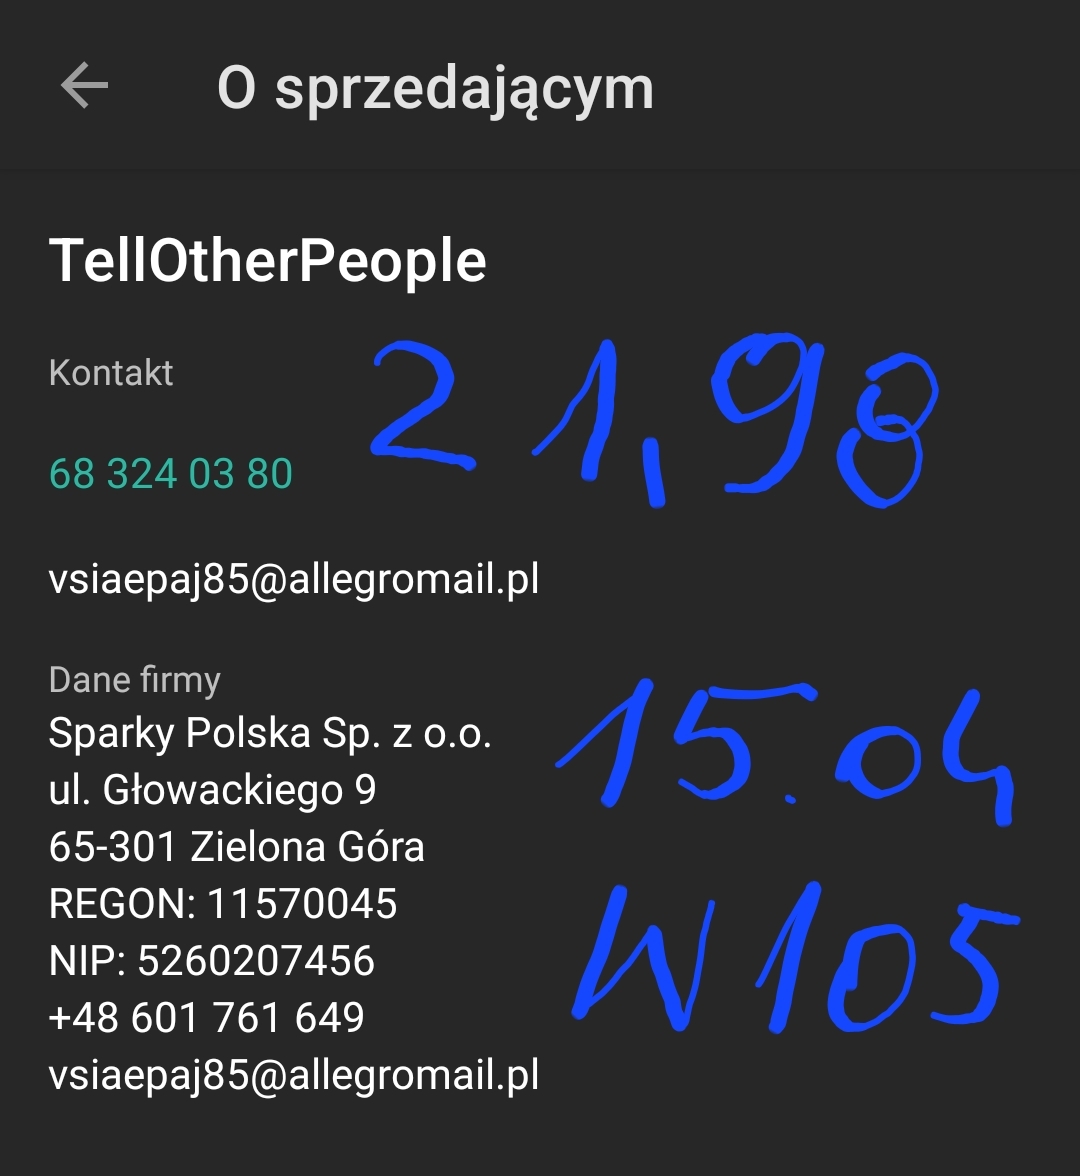 O sprzedającym
TellOtherPeople
Kontakt
21,98
68 324 03 80
vsiaepaj85@allegromail.pl
Dane firmy
Sparky Polska Sp. z o.o.
15.04
ul. Głowackiego 9
65-301 Zielona Góra
REGON: 11570045
W105
NIP: 5260207456
+48 601 761 649
vsiaepaj85@allegromail.pl